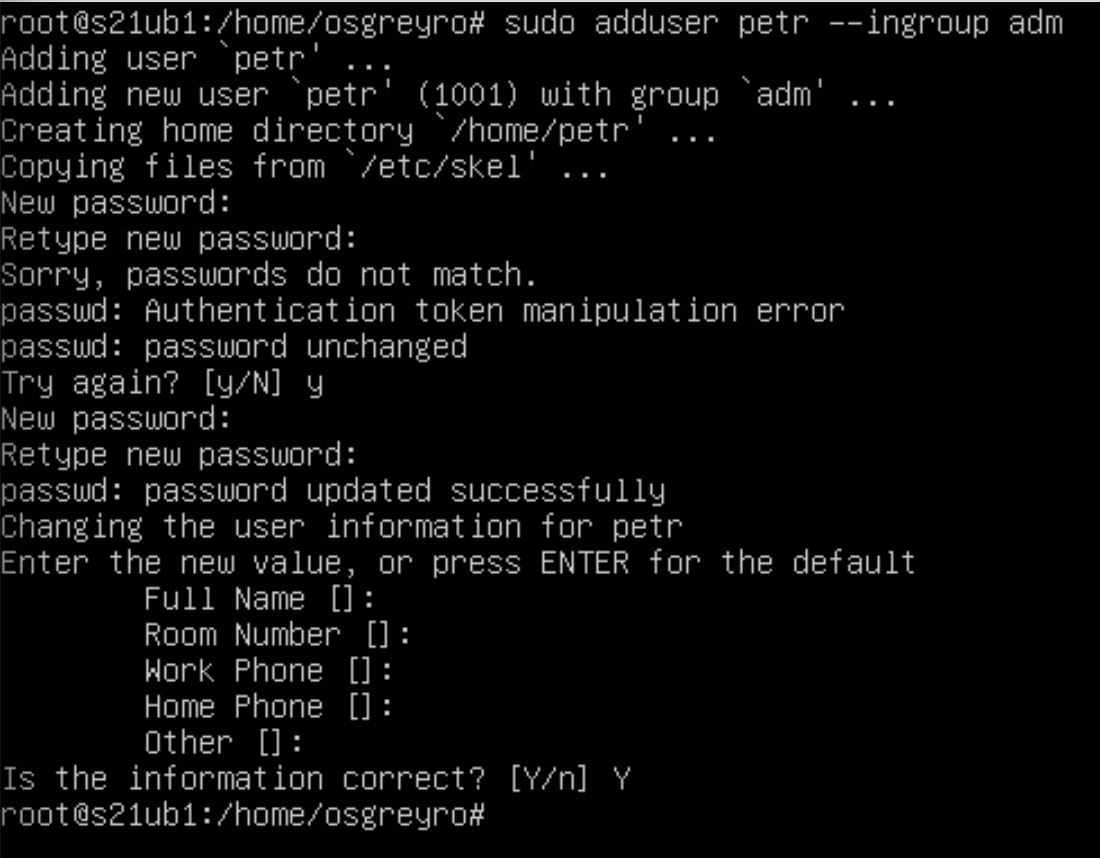 root@s21ub1:/home/osgreyro# sudo adduser petr --ingroup adm
Adding user `petr' ...
Adding new user `petr' (1001) with group `adm' ...
Creating home directory `/home/petr' ...
Copying files from `/etc/skel' ...
New password:
Retype new password:
Sorry, passwords do not match.
passwd: Authentication token manipulation error
passwd: password unchanged
Try again? [y/N] y
New password:
Retype new password:
passwd: password updated successfully
Changing the user information for petr
Enter the new value, or press ENTER for the default
        Full Name []:
        Room Number []:
        Work Phone []:
        Home Phone []:
        Other []:
Is the information correct? [Y/n] Y
root@s21ub1:/home/osgreyro#